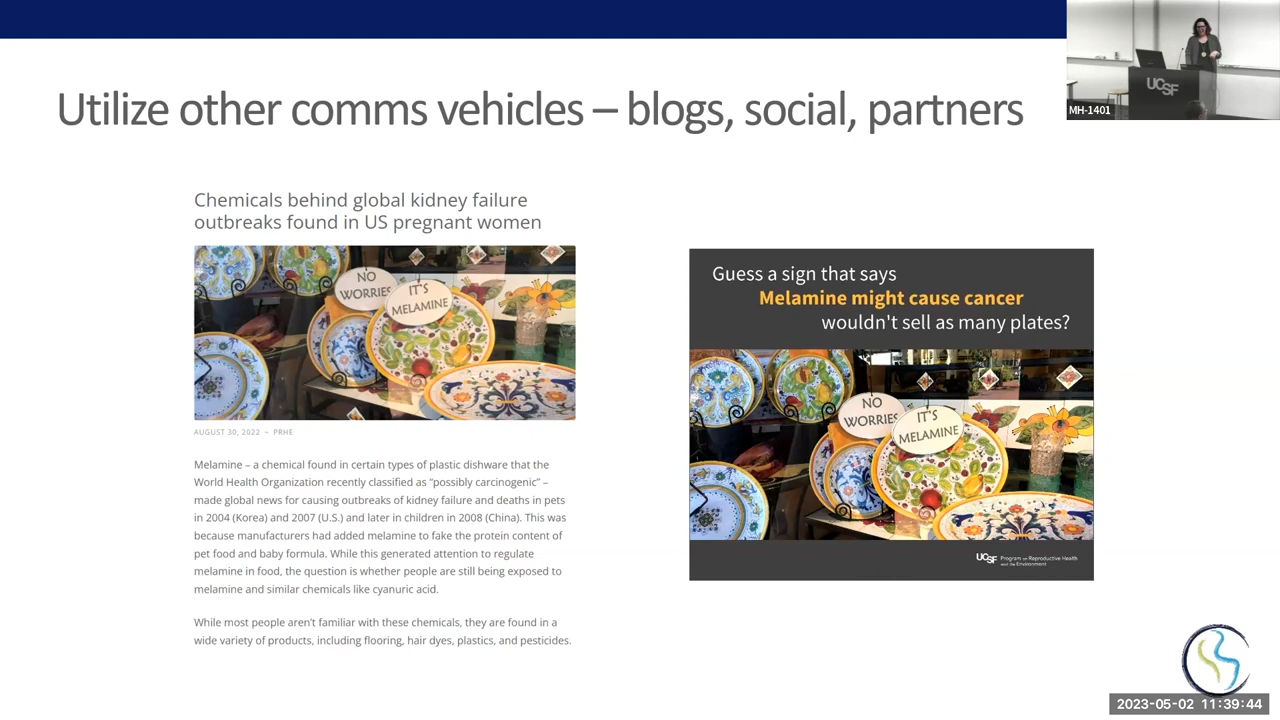 Utilize other comms vehicles – blogs, social, partners
UCSF
MH-1401
Chemicals behind global kidney failure
outbreaks found in US pregnant women
NO
WORRIES
IT'S
MELAMINE
AUGUST 30, 2022 ~ PRHE
Melamine – a chemical found in certain types of plastic dishware that the
World Health Organization recently classified as “possibly carcinogenic” –
made global news for causing outbreaks of kidney failure and deaths in pets
in 2004 (Korea) and 2007 (U.S.) and later in children in 2008 (China). This was
because manufacturers had added melamine to fake the protein content of
pet food and baby formula. While this generated attention to regulate
melamine in food, the question is whether people are still being exposed to
melamine and similar chemicals like cyanuric acid.
While most people aren’t familiar with these chemicals, they are found in a
wide variety of products, including flooring, hair dyes, plastics, and pesticides.
Guess a sign that says
Melamine might cause cancer
wouldn't sell as many plates?
NO
WORRIES
IT'S
MELAMINE
UCSF Program on Reproductive Health
and the Environment
2023-05-02 11:39:44